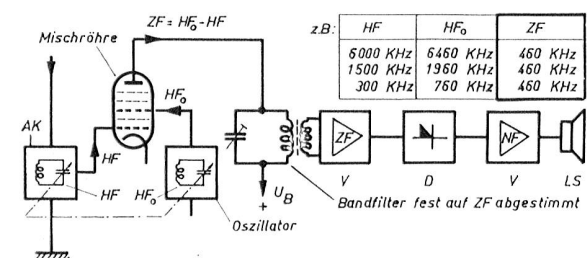 ZF = HF₀-HF
Mischröhre
z.B:
HF HF₀ ZF
6000 KHz 6460 KHz 460 KHz
1500 KHz 1960 KHz 460 KHz
300 KHz 760 KHz 460 KHz
HF₀
AK
HF
ZF
NF
HF
HF₀
U_B
+
V D V LS
Bandfilter fest auf ZF abgestimmt
Oszillator